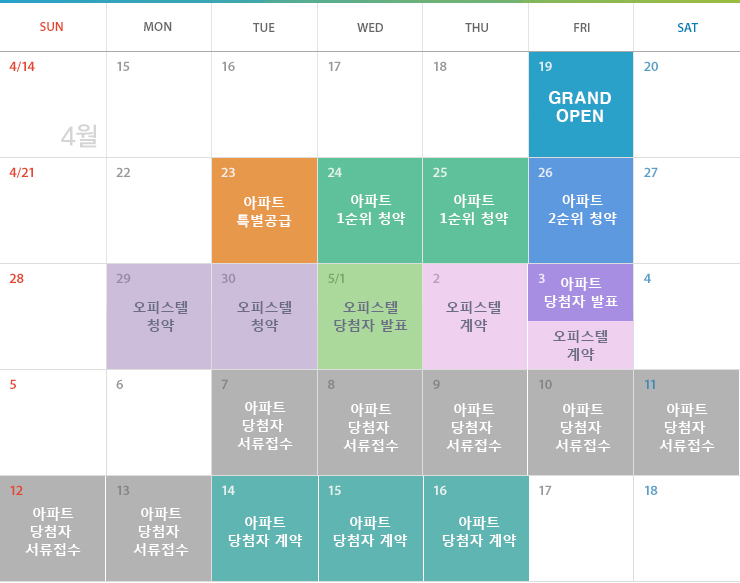 SUN MON TUE WED THU FRI SAT
4/14 15 16 17 18 19 20
4월
GRAND
OPEN
4/21 22 23 24 25 26 27
아파트
특별공급
아파트
1순위 청약
아파트
1순위 청약
아파트
2순위 청약
28 29 30 5/1 2 3 4
오피스텔
청약
오피스텔
청약
오피스텔
당첨자 발표
오피스텔
계약
아파트
당첨자 발표
오피스텔
계약
5 6 7 8 9 10 11
아파트
당첨자
서류접수
아파트
당첨자
서류접수
아파트
당첨자
서류접수
아파트
당첨자
서류접수
아파트
당첨자
서류접수
12 13 14 15 16 17 18
아파트
당첨자
서류접수
아파트
당첨자
서류접수
아파트
당첨자 계약
아파트
당첨자 계약
아파트
당첨자 계약